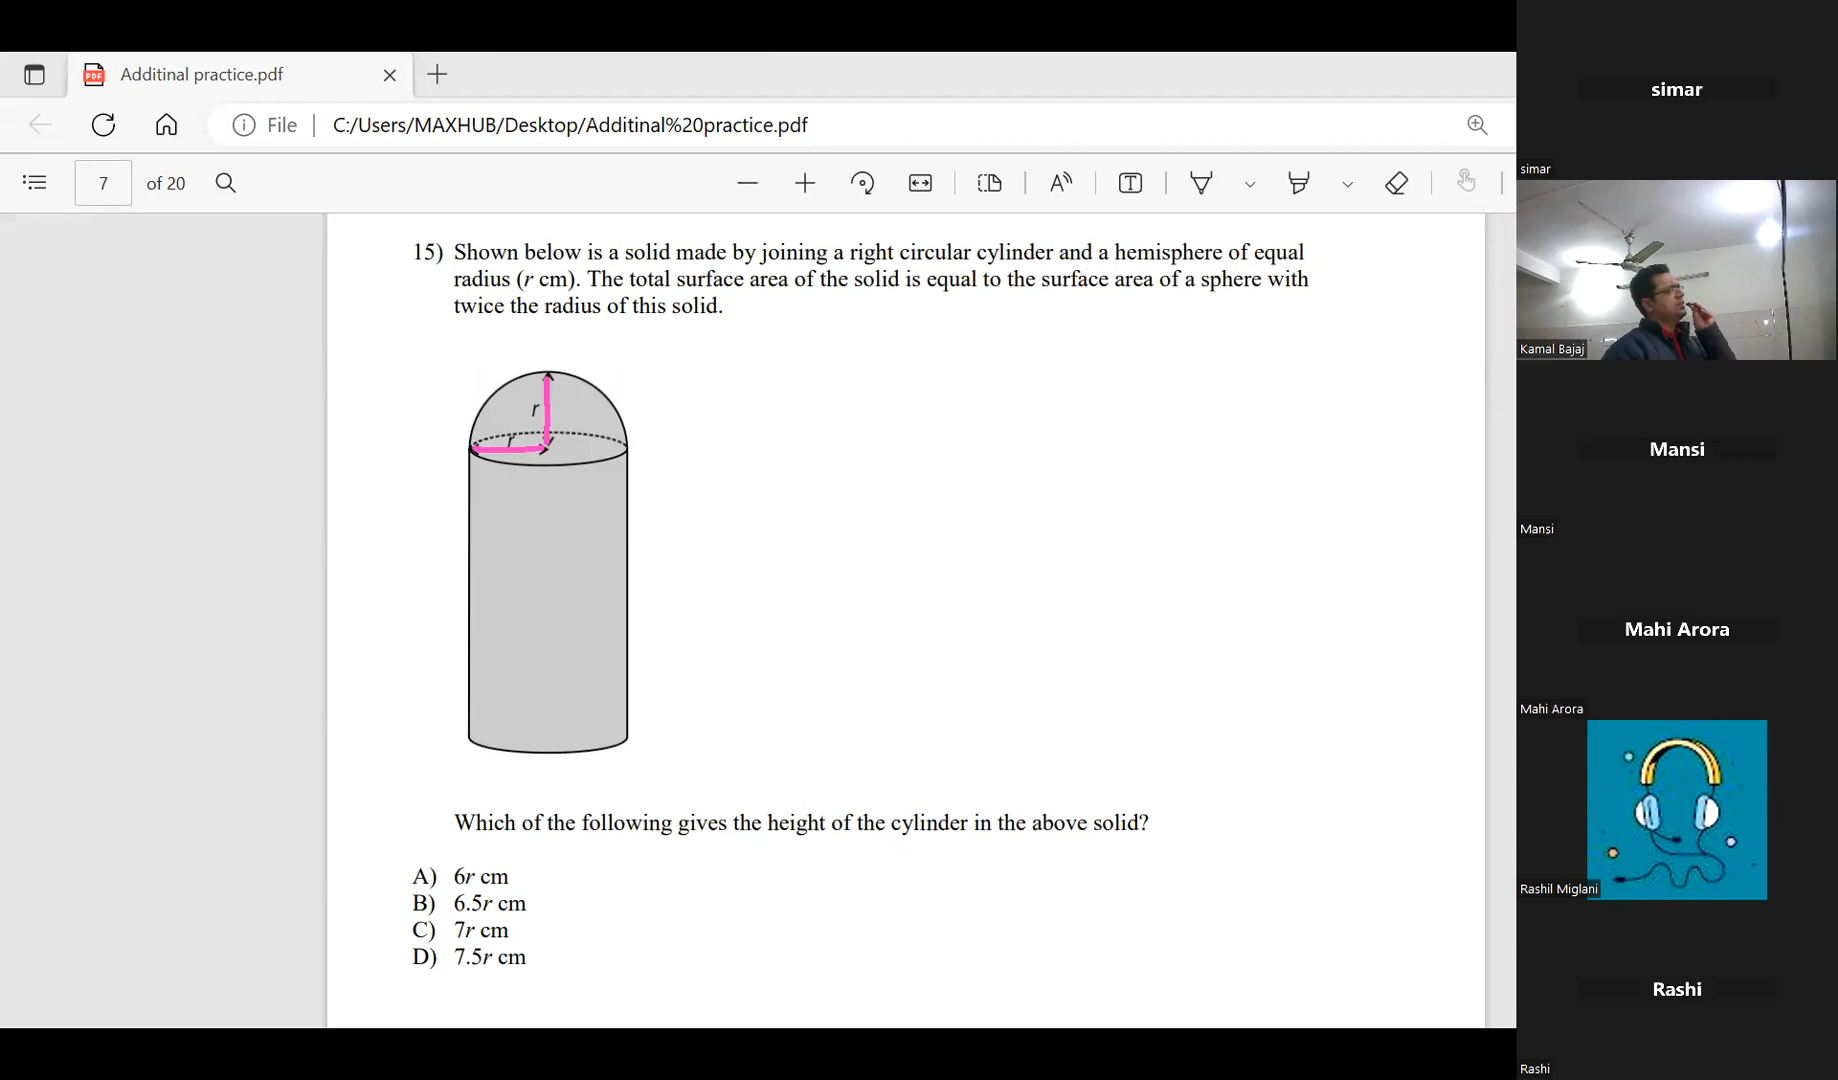 Additinal practice.pdf
File
C:/Users/MAXHUB/Desktop/Additinal%20practice.pdf
7 of 20
15) Shown below is a solid made by joining a right circular cylinder and a hemisphere of equal
radius (r cm). The total surface area of the solid is equal to the surface area of a sphere with
twice the radius of this solid.
r
r
Which of the following gives the height of the cylinder in the above solid?
A) 6r cm
B) 6.5r cm
C) 7r cm
D) 7.5r cm
simar
simar
Kamal Bajaj
Mansi
Mansi
Mahi Arora
Mahi Arora
Rashil Miglani
Rashi
Rashi